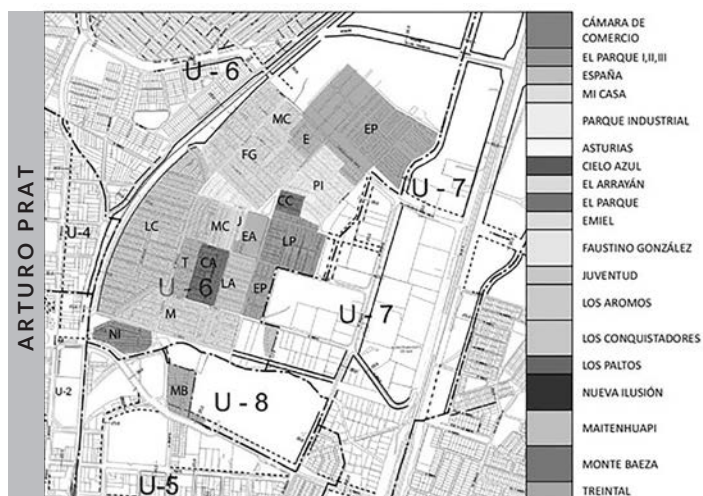 ARTURO PRAT
U - 6
MC
E
EP
FG
PI
U - 7
CC
LC
MC
J
EA
LP
U-4
T
CA
U - 6
LA
EP
M
U - 7
NI
MB
U-2
U - 8
U-5
CÁMARA DE
COMERCIO
EL PARQUE I,II,III
ESPAÑA
MI CASA
PARQUE INDUSTRIAL
ASTURIAS
CIELO AZUL
EL ARRAYÁN
EL PARQUE
EMIEL
FAUSTINO GONZÁLEZ
JUVENTUD
LOS AROMOS
LOS CONQUISTADORES
LOS PALTOS
NUEVA ILUSIÓN
MAITENHUAPI
MONTE BAEZA
TREINTAL